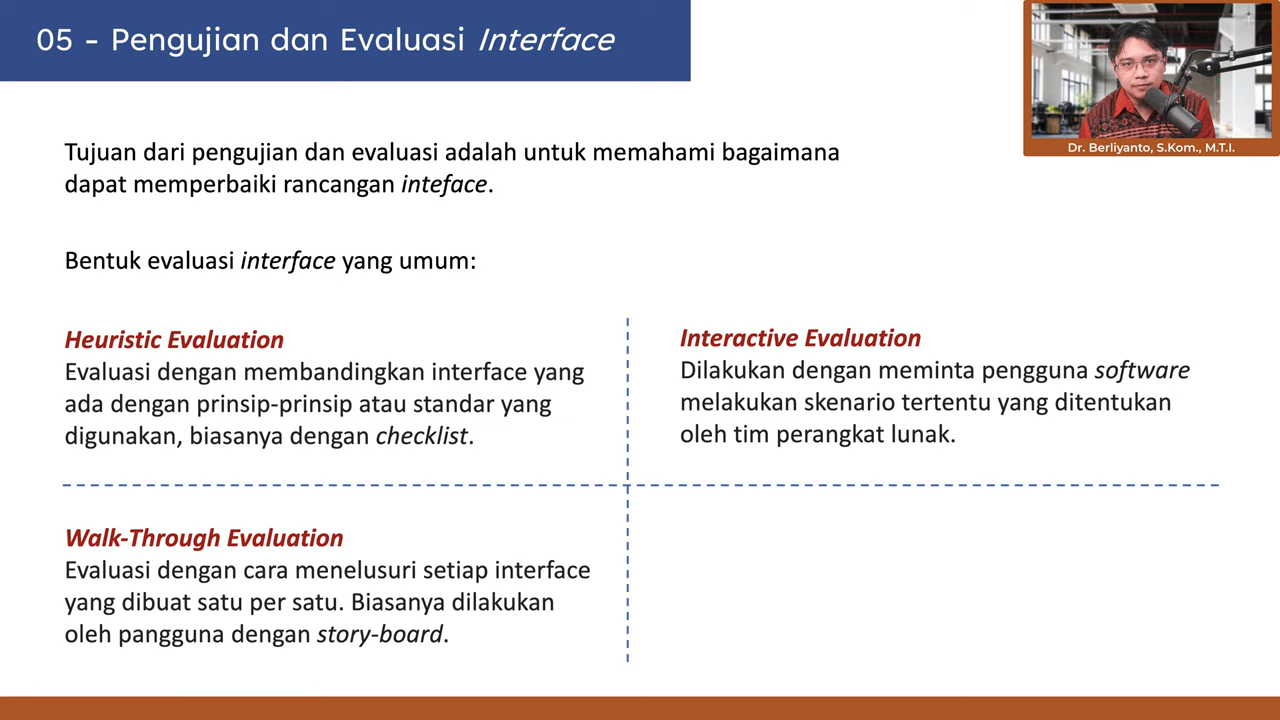 05 - Pengujian dan Evaluasi Interface
Dr. Berliyanto, S.Kom., M.T.I.
Tujuan dari pengujian dan evaluasi adalah untuk memahami bagaimana
dapat memperbaiki rancangan inteface.
Bentuk evaluasi interface yang umum:
Heuristic Evaluation
Evaluasi dengan membandingkan interface yang
ada dengan prinsip-prinsip atau standar yang
digunakan, biasanya dengan checklist.
Interactive Evaluation
Dilakukan dengan meminta pengguna software
melakukan skenario tertentu yang ditentukan
oleh tim perangkat lunak.
Walk-Through Evaluation
Evaluasi dengan cara menelusuri setiap interface
yang dibuat satu per satu. Biasanya dilakukan
oleh pangguna dengan story-board.